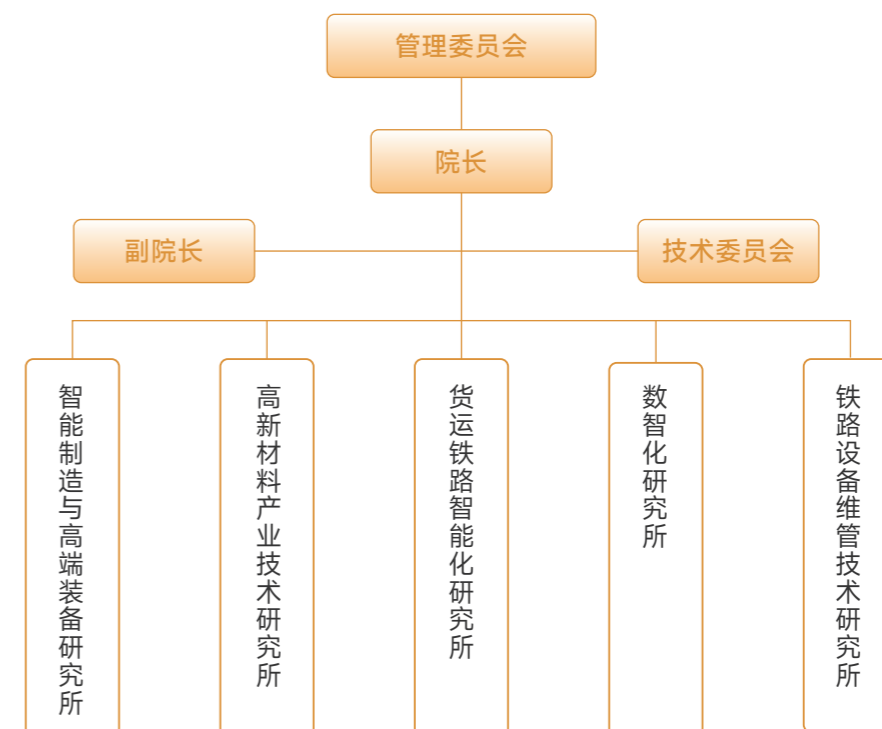 管理委员会
院长
副院长
技术委员会
智能制造与高端装备研究所
高新材料产业技术研究所
货运铁路智能化研究所
数智化研究所
铁路设备维管技术研究所